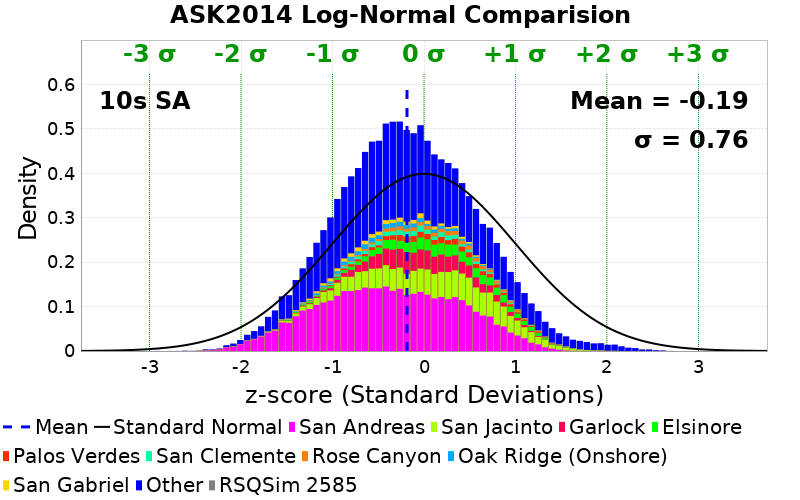 ASK2014 Log-Normal Comparision
-3 σ -2 σ -1 σ 0 σ +1 σ +2 σ +3 σ
10s SA
Mean = -0.19
σ = 0.76
Density
0.6
0.5
0.4
0.3
0.2
0.1
0
-3 -2 -1 0 1 2 3
z-score (Standard Deviations)
Mean Standard Normal San Andreas San Jacinto Garlock Elsinore
Palos Verdes San Clemente Rose Canyon Oak Ridge (Onshore)
San Gabriel Other RSQSim 2585